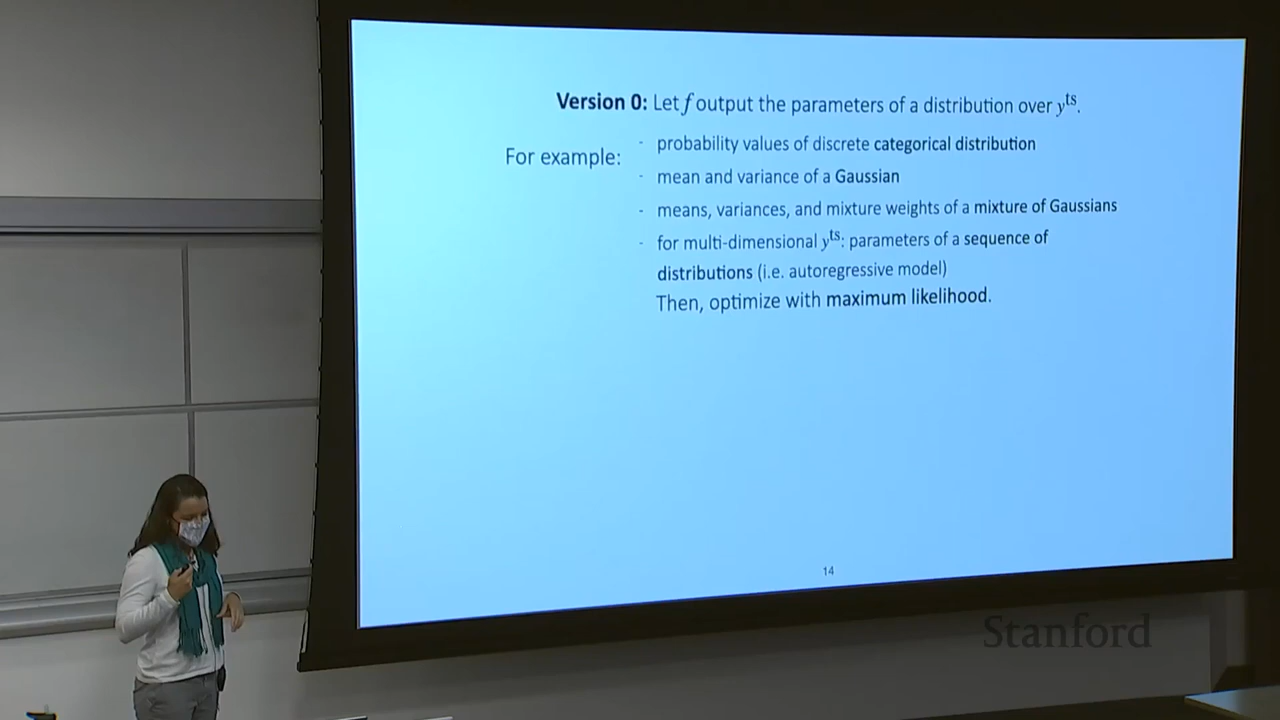 Version 0: Let f output the parameters of a distribution over y^ts.
For example:
- probability values of discrete categorical distribution
- mean and variance of a Gaussian
- means, variances, and mixture weights of a mixture of Gaussians
- for multi-dimensional y^ts: parameters of a sequence of
distributions (i.e. autoregressive model)
Then, optimize with maximum likelihood.
14
Stanford